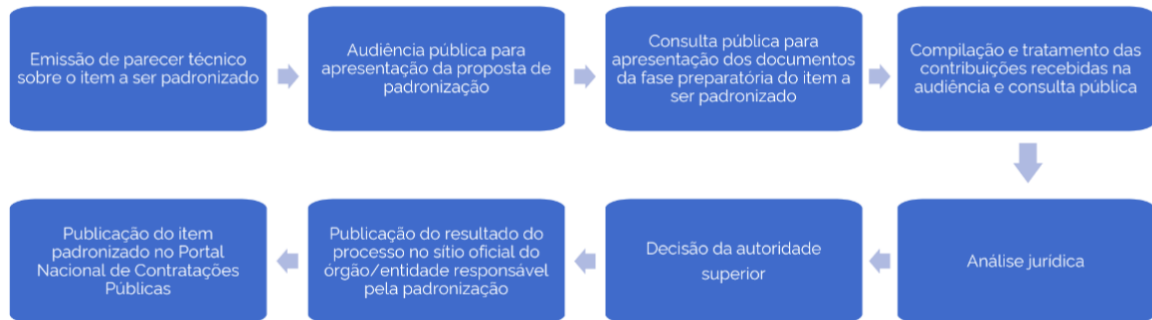 Emissão de parecer técnico
sobre o item a ser padronizado
Audiência pública para
apresentação da proposta de
padronização
Consulta pública para
apresentação dos documentos
da fase preparatória do item a
ser padronizado
Compilação e tratamento das
contribuições recebidas na
audiência e consulta pública
Análise jurídica
Decisão da autoridade
superior
Publicação do resultado do
processo no sítio oficial do
órgão/entidade responsável
pela padronização
Publicação do item
padronizado no Portal
Nacional de Contratações
Públicas